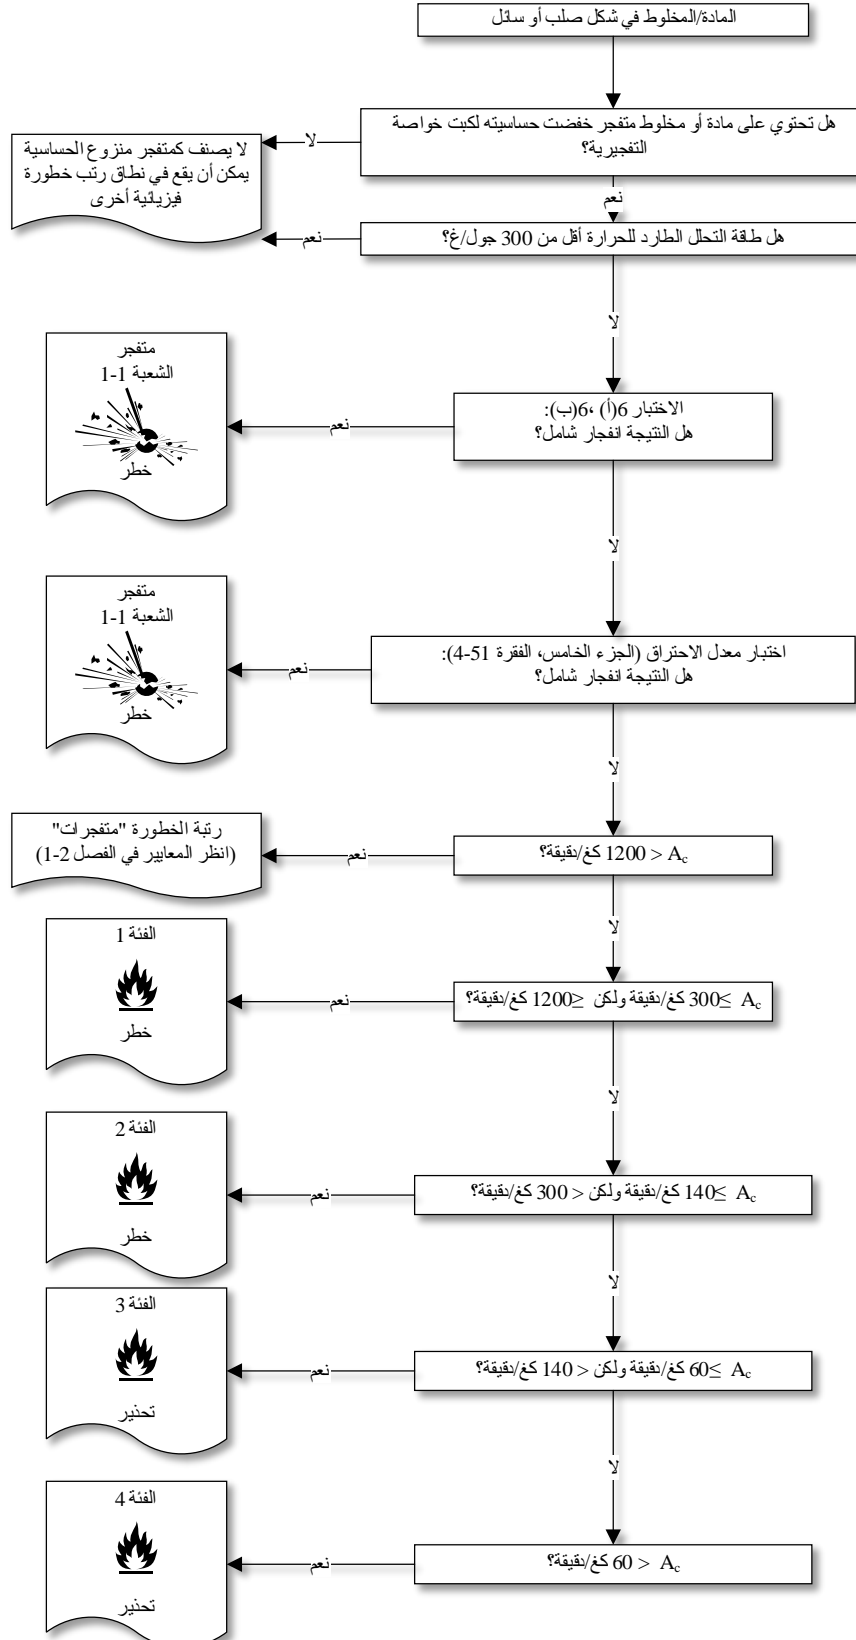 المادة/المخلوط في شكل صلب أو سائل
هل تحتوي على مادة أو مخلوط متفجر خفضت حساسيته لكبت خواصة
التفجيرية؟
لا
لا يصنف كمتفجر منزوع الحساسية
يمكن أن يقع في نطاق رتب خطورة
فيزيائية أخرى
نعم
هل طاقة التحلل الطارد للحرارة أقل من 300 جول/غ؟
نعم
لا
الاختبار 6(أ) ،6(ب):
هل النتيجة انفجار شامل؟
نعم
متفجر
الشعبة 1-1
خطر
لا
اختبار معدل الاحتراق (الجزء الخامس، الفقرة 51-4):
هل النتيجة انفجار شامل؟
نعم
متفجر
الشعبة 1-1
خطر
لا
Ac > 1200 كغ/دقيقة؟
نعم
رتبة الخطورة "متفجرات"
(انظر المعايير في الفصل 2-1)
لا
Ac ≥300 كغ/دقيقة ولكن ≤1200 كغ/دقيقة؟
نعم
الفئة 1
خطر
لا
Ac ≥140 كغ/دقيقة ولكن < 300 كغ/دقيقة؟
نعم
الفئة 2
خطر
لا
Ac ≥60 كغ/دقيقة ولكن < 140 كغ/دقيقة؟
نعم
الفئة 3
تحذير
لا
Ac < 60 كغ/دقيقة؟
نعم
الفئة 4
تحذير